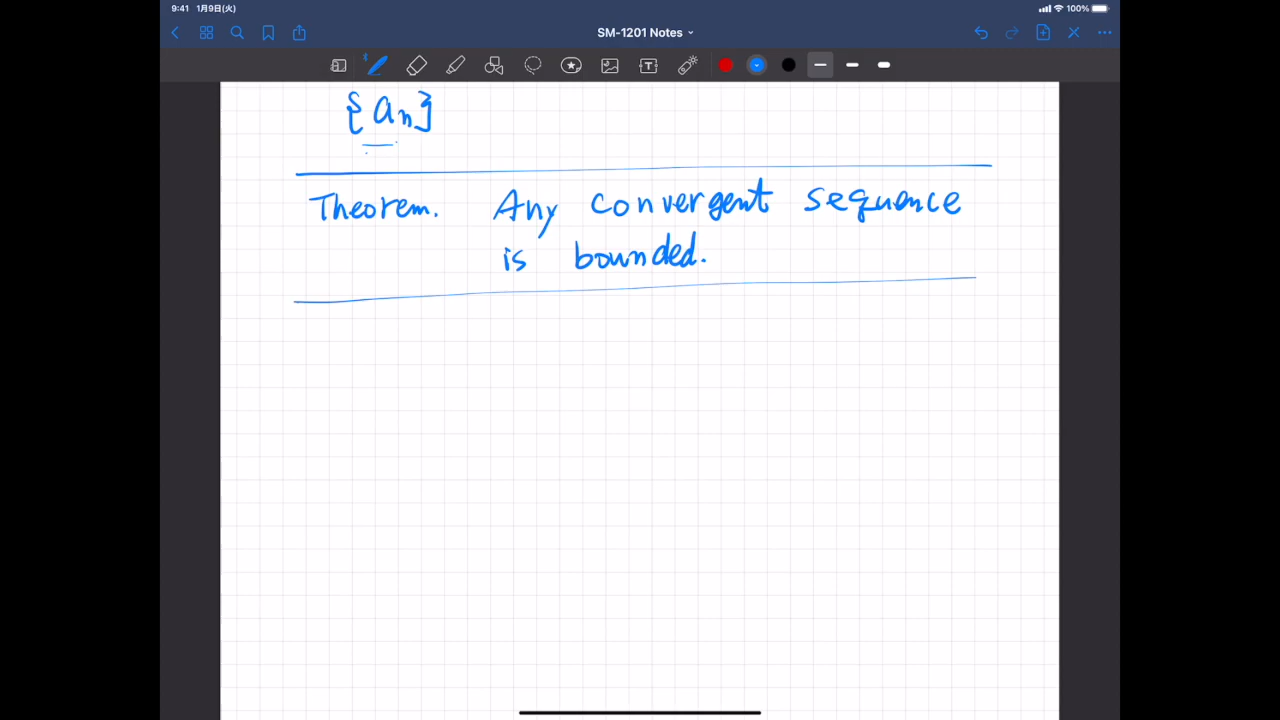 9:41 1月9日(火)
100%
SM-1201 Notes
{an}
Theorem. Any convergent sequence
is bounded.